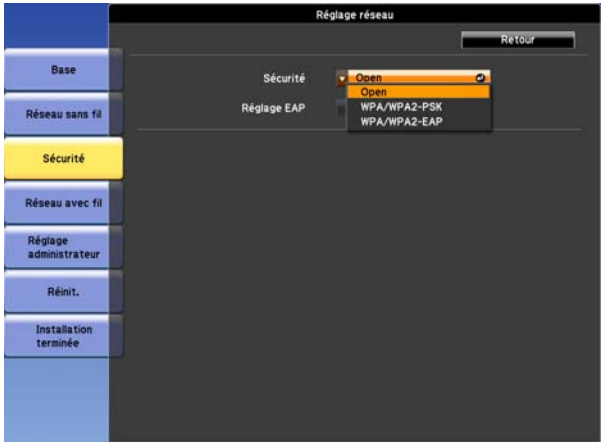 Réglage réseau
Retour
Base
Réseau sans fil
Sécurité
Réseau avec fil
Réglage
administrateur
Réinit.
Installation
terminée
Sécurité
Open
Open
WPA/WPA2-PSK
WPA/WPA2-EAP
Réglage EAP